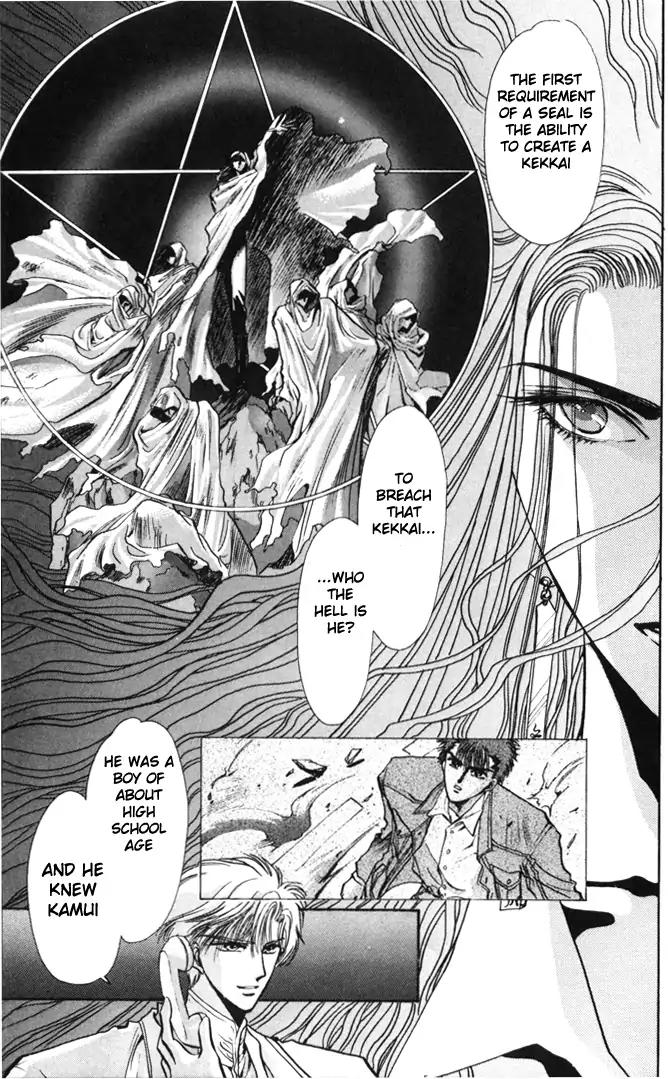 THE FIRST
REQUIREMENT
OF A SEAL IS
THE ABILITY
TO CREATE A
KEKKAI
TO
BREACH
THAT
KEKKAI...
...WHO
THE
HELL IS
HE?
HE WAS A
BOY OF
ABOUT
HIGH
SCHOOL
AGE
AND HE
KNEW
KAMUI